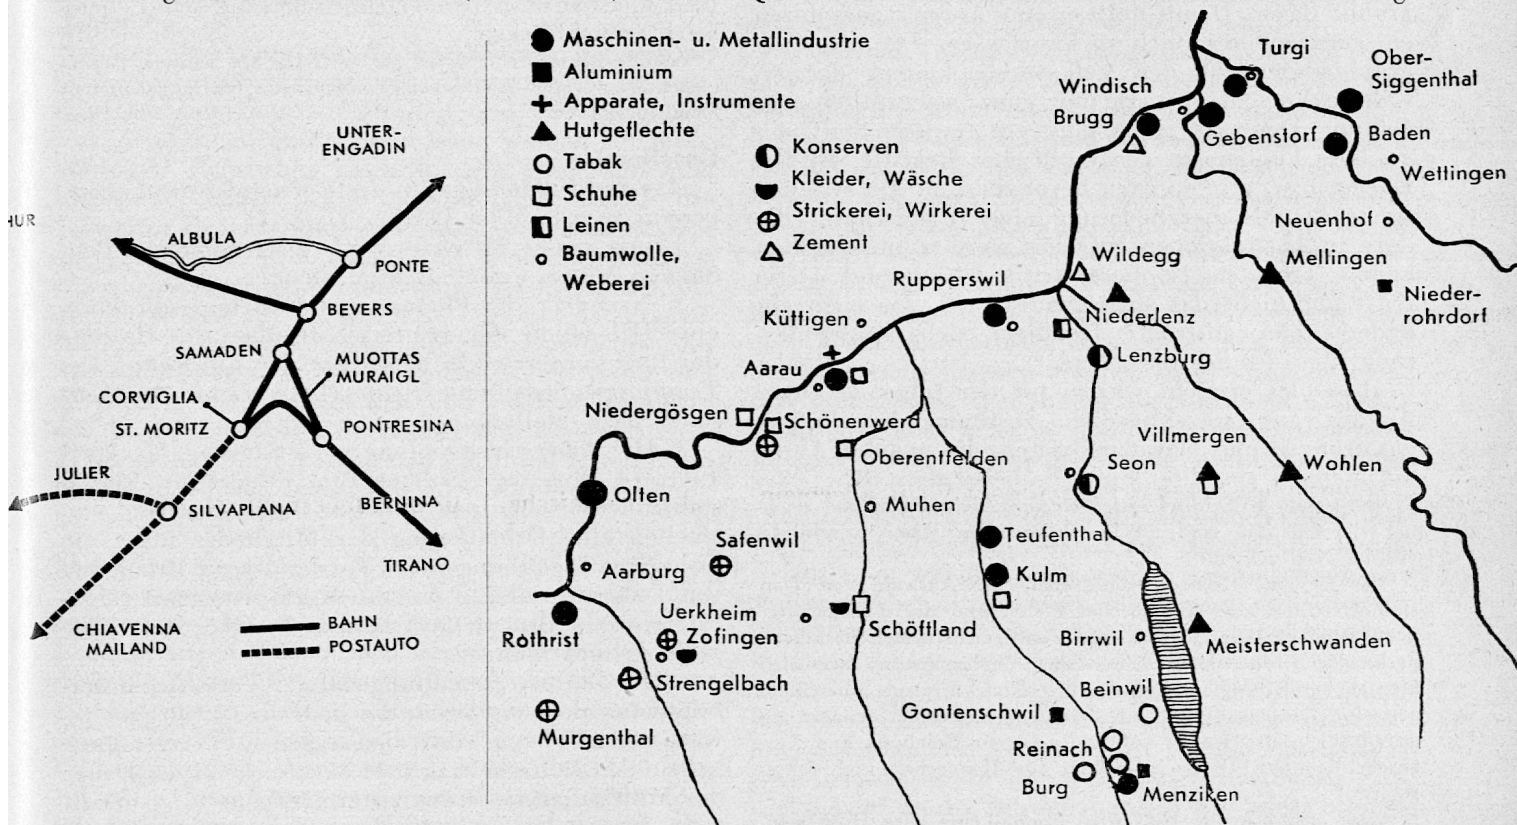 HUR
UNTER-
ENGADIN
ALBULA
PONTE
BEVERS
SAMADEN
MUOTTAS
MURAIGL
CORVIGLIA
ST. MORITZ
PONTRESINA
JULIER
SILVAPLANA
BERNINA
TIRANO
CHIAVENNA
MAILAND
BAHN
POSTAUTO
Maschinen- u. Metallindustrie
Aluminium
Apparate, Instrumente
Hutgeflechte
Tabak
Schuhe
Leinen
Baumwolle,
Weberei
Konserven
Kleider, Wäsche
Strickerei, Wirkerei
Zement
Turgi
Ober-
Siggenthal
Windisch
Brugg
Gebenstorf
Baden
Wettingen
Neuenhof
Wildegg
Mellingen
Rupperswil
Nieder-
rohrdorf
Küttigen
Niederlenz
Lenzburg
Aarau
Niedergösgen
Schönenwerd
Villmergen
Oberentfelden
Seon
Wohlen
Olten
Muhen
Safenwil
Teufenthal
Aarburg
Kulm
Uerkheim
Zofingen
Schöftland
Rothrist
Birrwil
Meisterschwanden
Strengelbach
Beinwil
Gontenschwil
Murgenthal
Reinach
Burg
Menziken